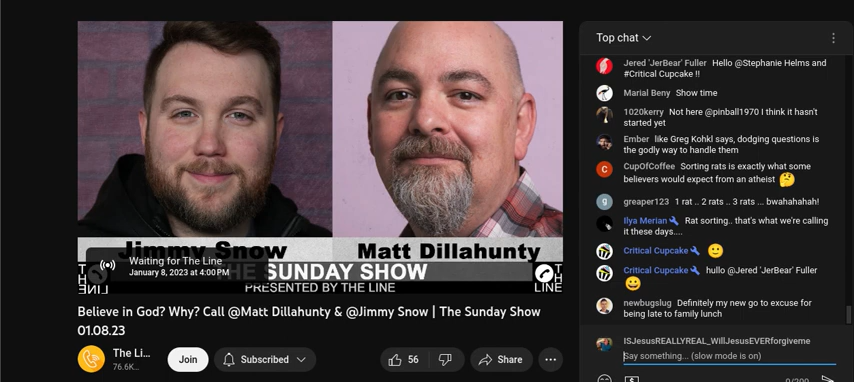 Jimmy Snow
Matt Dillahunty
Waiting for The Line
January 8, 2023 at 4:00 PM
THE SUNDAY SHOW
PRESENTED BY THE LINE
LINE
Believe in God? Why? Call @Matt Dillahunty & @Jimmy Snow | The Sunday Show
01.08.23
The Li...
76.6K...
Join
Subscribed
56
Share
Top chat
Jered 'JerBear' Fuller Hello @Stephanie Helms and
#Critical Cupcake !!
Marial Beny Show time
1020kerry Not here @pinball1970 I think it hasn't
started yet
Ember like Greg Kohkl says, dodging questions is
the godly way to handle them
C
CupOfCoffee Sorting rats is exactly what some
believers would expect from an atheist 🤔
g
greaper123 1 rat .. 2 rats .. 3 rats ... bwahahahah!
Ilya Merian Rat sorting.. that's what we're calling
it these days....
Critical Cupcake 🙂
Critical Cupcake hullo @Jered 'JerBear' Fuller
😀
newbugslug Definitely my new go to excuse for
being late to family lunch
ISJesusREALLYREAL_WillJesusEVERforgiveme
Say something... (slow mode is on)
0/200